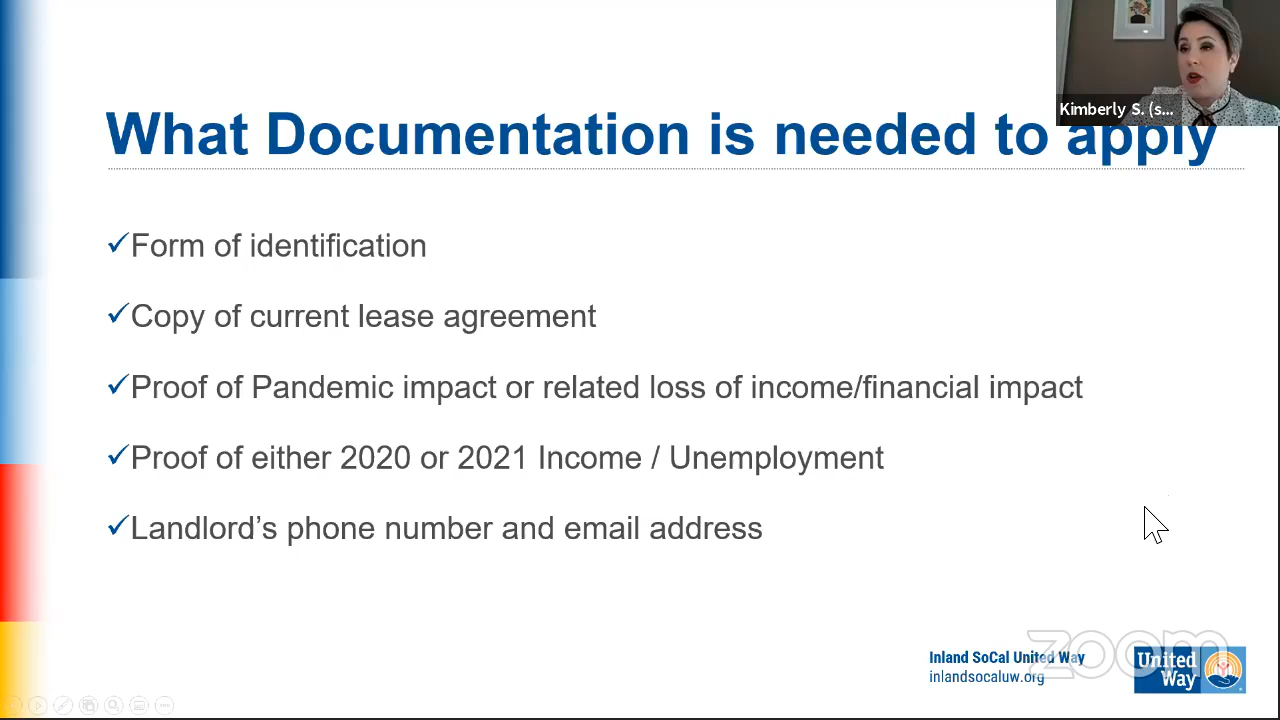 Kimberly S. (s...
What Documentation is needed to apply
✓Form of identification
✓Copy of current lease agreement
✓Proof of Pandemic impact or related loss of income/financial impact
✓Proof of either 2020 or 2021 Income / Unemployment
✓Landlord’s phone number and email address
Inland SoCal United Way
inlandsocaluw.org
zoom
United
Way